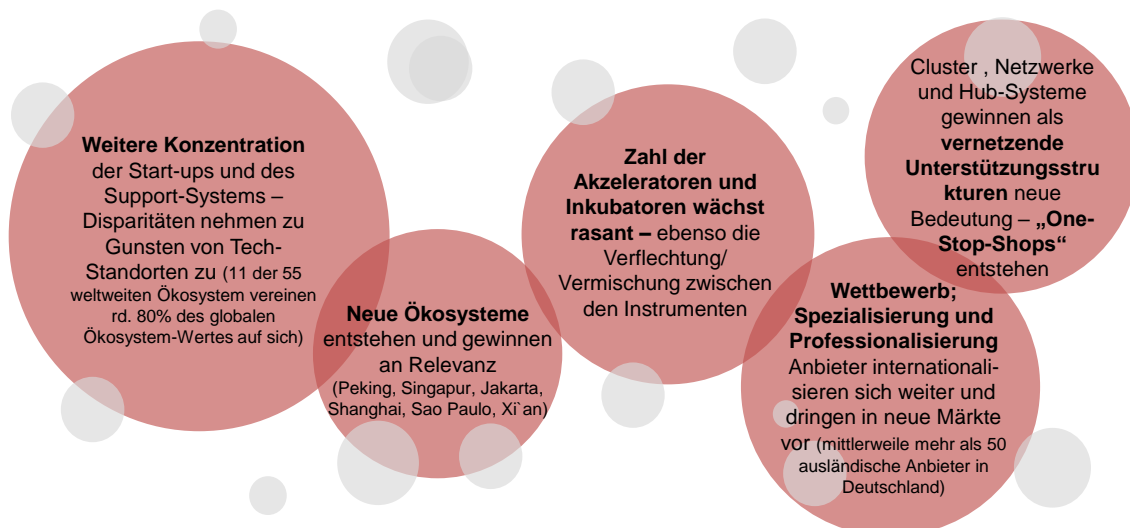 Weitere Konzentration
der Start-ups und des
Support-Systems –
Disparitäten nehmen zu
Gunsten von Tech-
Standorten zu (11 der 55
weltweiten Ökosystem vereinen
rd. 80% des globalen
Ökosystem-Wertes auf sich)
Neue Ökosysteme
entstehen und gewinnen
an Relevanz
(Peking, Singapur, Jakarta,
Shanghai, Sao Paulo, Xi`an)
Zahl der
Akzeleratoren und
Inkubatoren wächst
rasant – ebenso die
Verflechtung/
Vermischung zwischen
den Instrumenten
Cluster , Netzwerke
und Hub-Systeme
gewinnen als
vernetzende
Unterstützungsstru
kturen neue
Bedeutung – „One-
Stop-Shops“
entstehen
Wettbewerb;
Spezialisierung und
Professionalisierung
Anbieter internationali-
sieren sich weiter und
dringen in neue Märkte
vor (mittlerweile mehr als 50
ausländische Anbieter in
Deutschland)